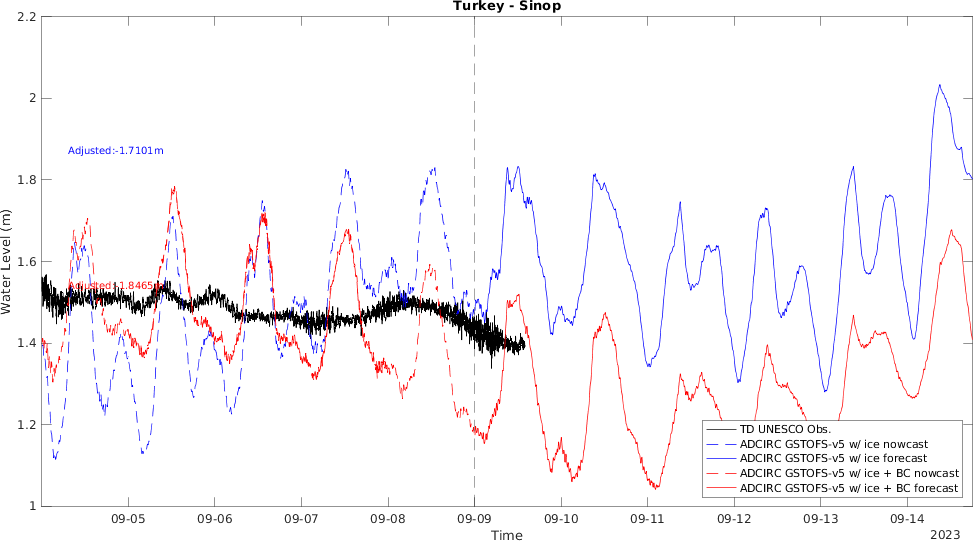 Turkey - Sinop
2.2
2
1.8
1.6
1.4
1.2
1
Water Level (m)
Adjusted:-1.7101m
Adjusted:-1.8465m
TD UNESCO Obs.
ADCIRC GSTOFS-v5 w/ ice nowcast
ADCIRC GSTOFS-v5 w/ ice forecast
ADCIRC GSTOFS-v5 w/ ice + BC nowcast
ADCIRC GSTOFS-v5 w/ ice + BC forecast
09-05 09-06 09-07 09-08 09-09 09-10 09-11 09-12 09-13 09-14
Time
2023